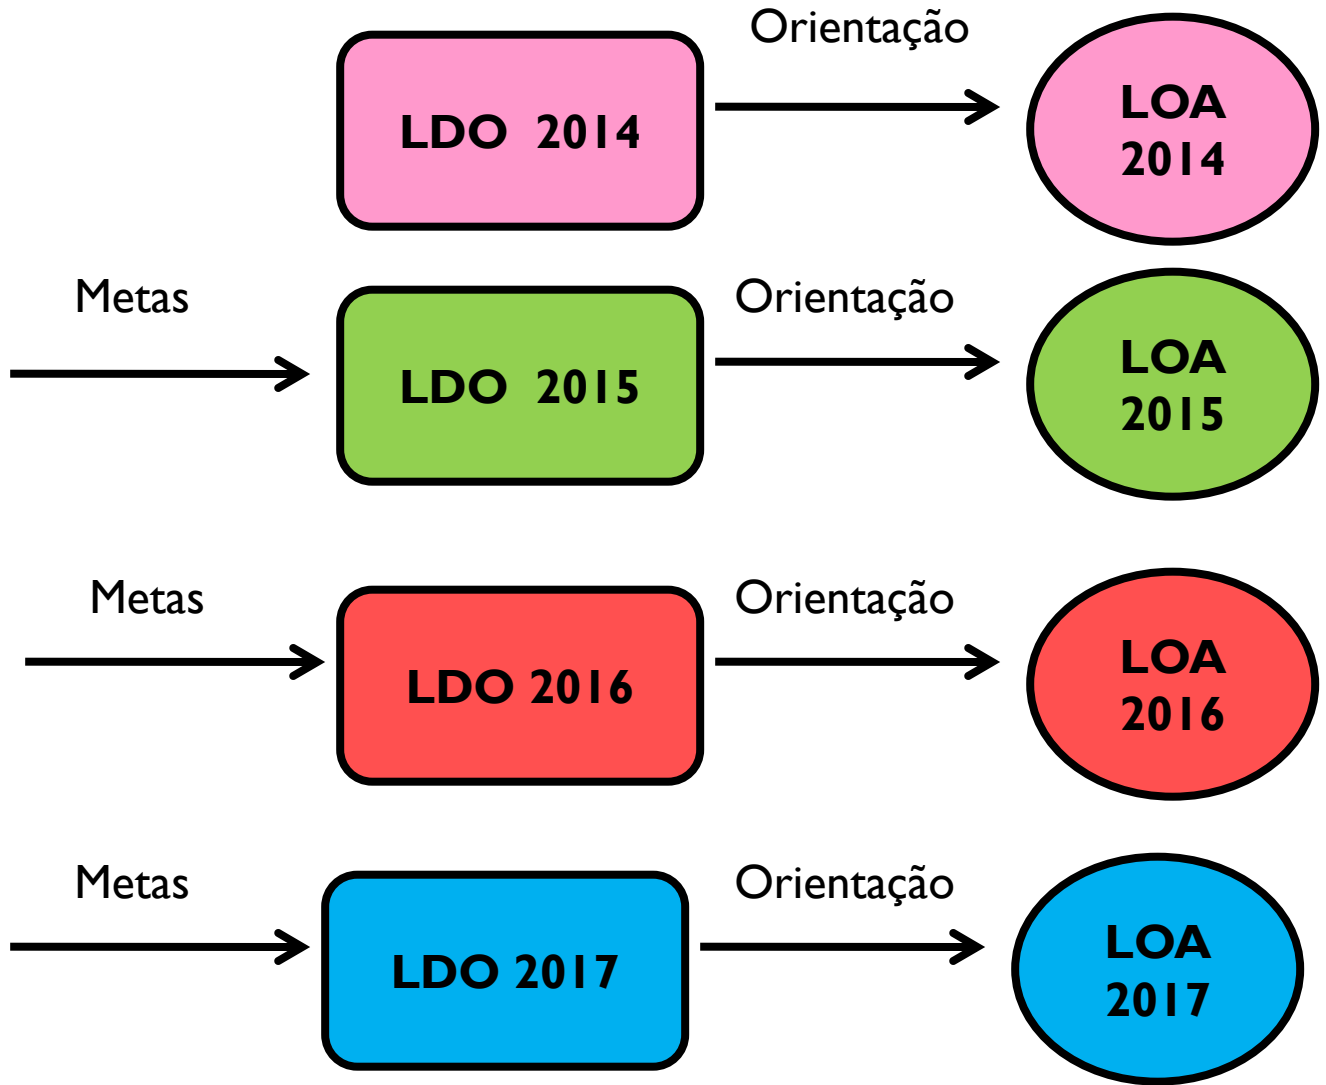 Orientação
LDO 2014
LOA
2014
Metas
Orientação
LDO 2015
LOA
2015
Metas
Orientação
LDO 2016
LOA
2016
Metas
Orientação
LDO 2017
LOA
2017